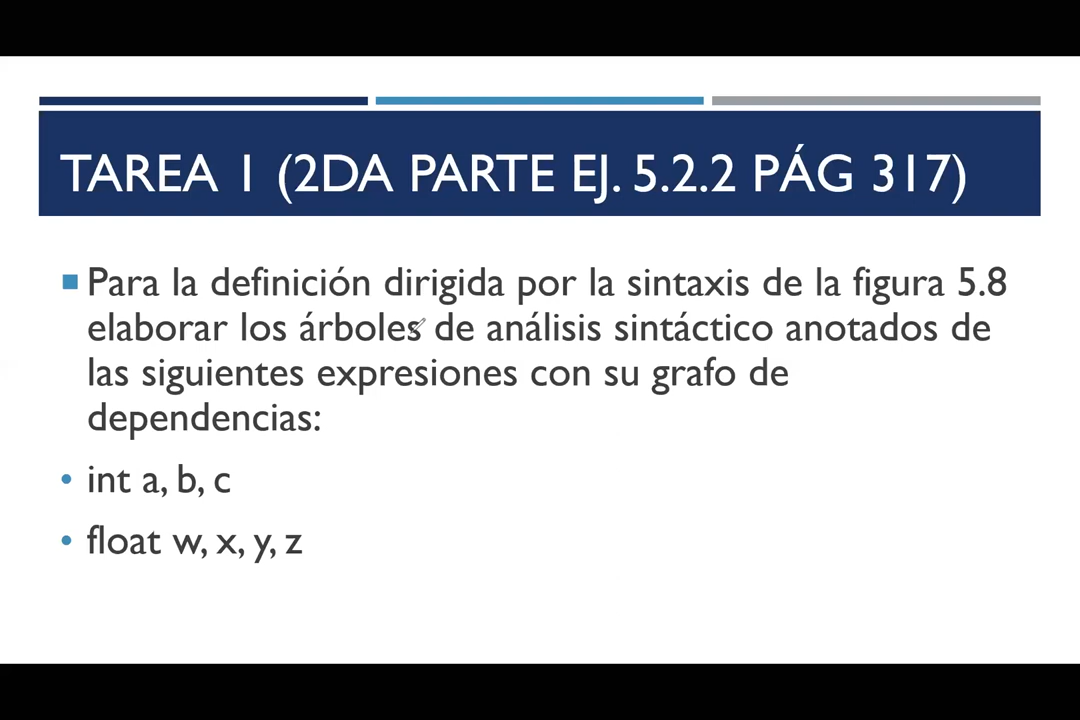 TAREA 1 (2DA PARTE EJ. 5.2.2 PÁG 317)
Para la definición dirigida por la sintaxis de la figura 5.8
elaborar los árboles de análisis sintáctico anotados de
las siguientes expresiones con su grafo de
dependencias:
• int a, b, c
• float w, x, y, z